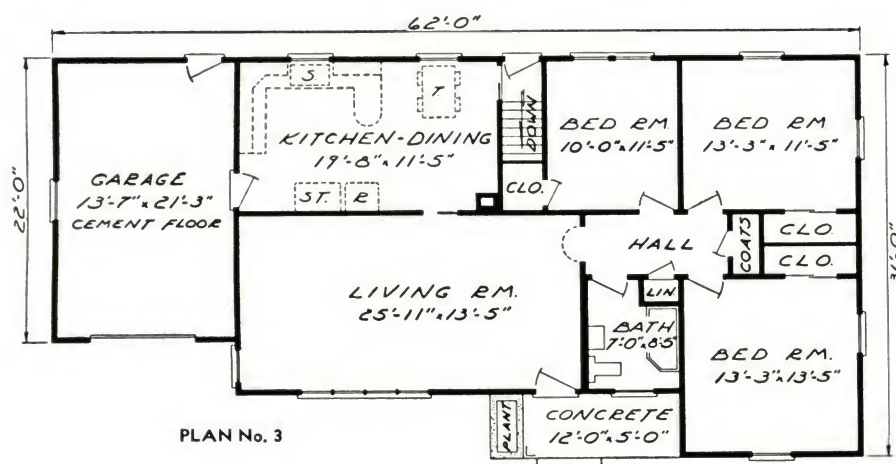 62'-0"
22'-0"
S
T
DOWN
KITCHEN-DINING
19'-8" x 11'-5"
BED RM.
10'-0" x 11'-5"
BED RM.
13'-3" x 11'-5"
GARAGE
13'-7" x 21'-3"
CEMENT FLOOR
ST.
R
CLO.
HALL
COATS
CLO.
CLO.
LIVING RM.
25'-11" x 13'-5"
LIN
BATH
7'-0" x 8'-5"
BED RM.
13'-3" x 13'-5"
PLANT
CONCRETE
12'-0" x 5'-0"
PLAN No. 3